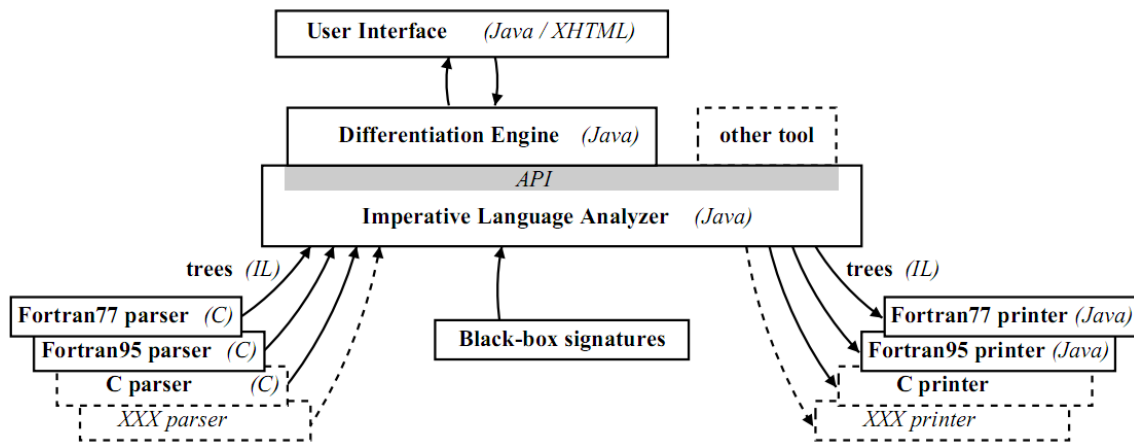 User Interface (Java / XHTML)
Differentiation Engine (Java)
other tool
API
Imperative Language Analyzer (Java)
trees (IL)
trees (IL)
Fortran77 parser (C)
Fortran77 printer (Java)
Black-box signatures
Fortran95 parser (C)
Fortran95 printer (Java)
C parser (C)
C printer
XXX parser
XXX printer